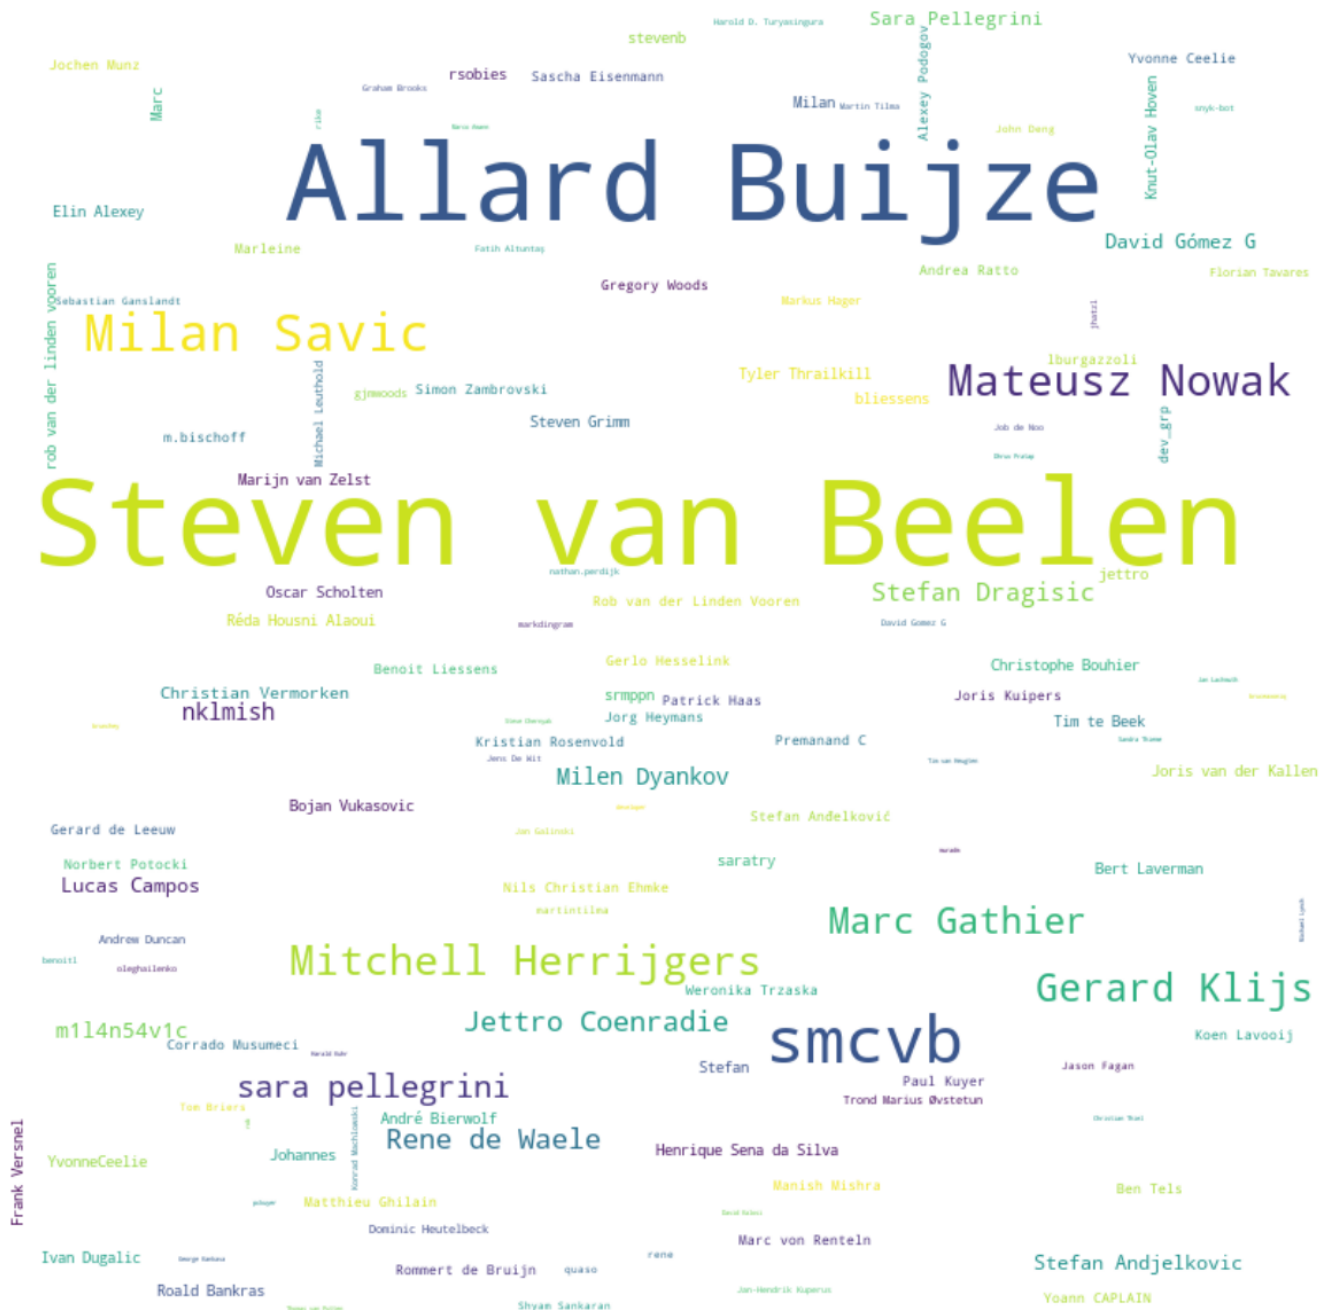 Sara Pellegrini
Harold D. Turyasingura
stevenb
Yvonne Ceelie
Jochen Munz
rsobies
Sascha Eisenmann
Graham Brooks
Marc
Milan
Martin Tilma
Alexey Podogov
Knut-Olav Hoven
snyk-bot
rike
John Deng
Allard Buijze
Elin Alexey
David Gómez G
Marleine
Fatih Altuntaş
Andrea Ratto
Florian Tavares
Gregory Woods
rob van der linden vooren
Sebastian Ganslandt
Markus Hager
jhatzl
Milan Savic
lburgazzoli
Tyler Thrailkill
Mateusz Nowak
Michael Leuthold
gjmwoods
Simon Zambrovski
bliessens
Steven Grimm
Job de Noo
dev_grp
m.bischoff
Marijn van Zelst
Steven van Beelen
nathan.perdijk
jettro
Oscar Scholten
Stefan Dragisic
Rob van der Linden Vooren
Réda Housni Alaoui
markdingram
David Gomez G
Gerlo Hesselink
Christophe Bouhier
Benoit Liessens
Christian Vermorken
srmppn
Patrick Haas
Joris Kuipers
nklmish
Jorg Heymans
Tim te Beek
Kristian Rosenvold
Premanand C
Jens De Wit
Milen Dyankov
Joris van der Kallen
Bojan Vukasovic
developer
Stefan Anđelković
Gerard de Leeuw
Jan Galinski
Norbert Potocki
saratry
Bert Laverman
Lucas Campos
Nils Christian Ehmke
martintilma
Marc Gathier
Michael Lynch
Andrew Duncan
benoitl
oleghailenko
Mitchell Herrijgers
Weronika Trzaska
Gerard Klijs
m1l4n54v1c
Jettro Coenradie
smcvb
Koen Lavooij
Corrado Musumeci
Stefan
Jason Fagan
sara pellegrini
Paul Kuyer
Trond Marius Øvstetun
Tom Briers
André Bierwolf
Christian Thiel
Frank Versnel
Rene de Waele
Henrique Sena da Silva
YvonneCeelie
Johannes
Konrad Mochlowski
Manish Mishra
Ben Tels
Matthieu Ghilain
Dominic Heutelbeck
Marc von Renteln
Ivan Dugalic
rene
Stefan Andjelkovic
Rommert de Bruijn
quaso
Roald Bankras
Jan-Hendrik Kuperus
Yoann CAPLAIN
Shyam Sankaran